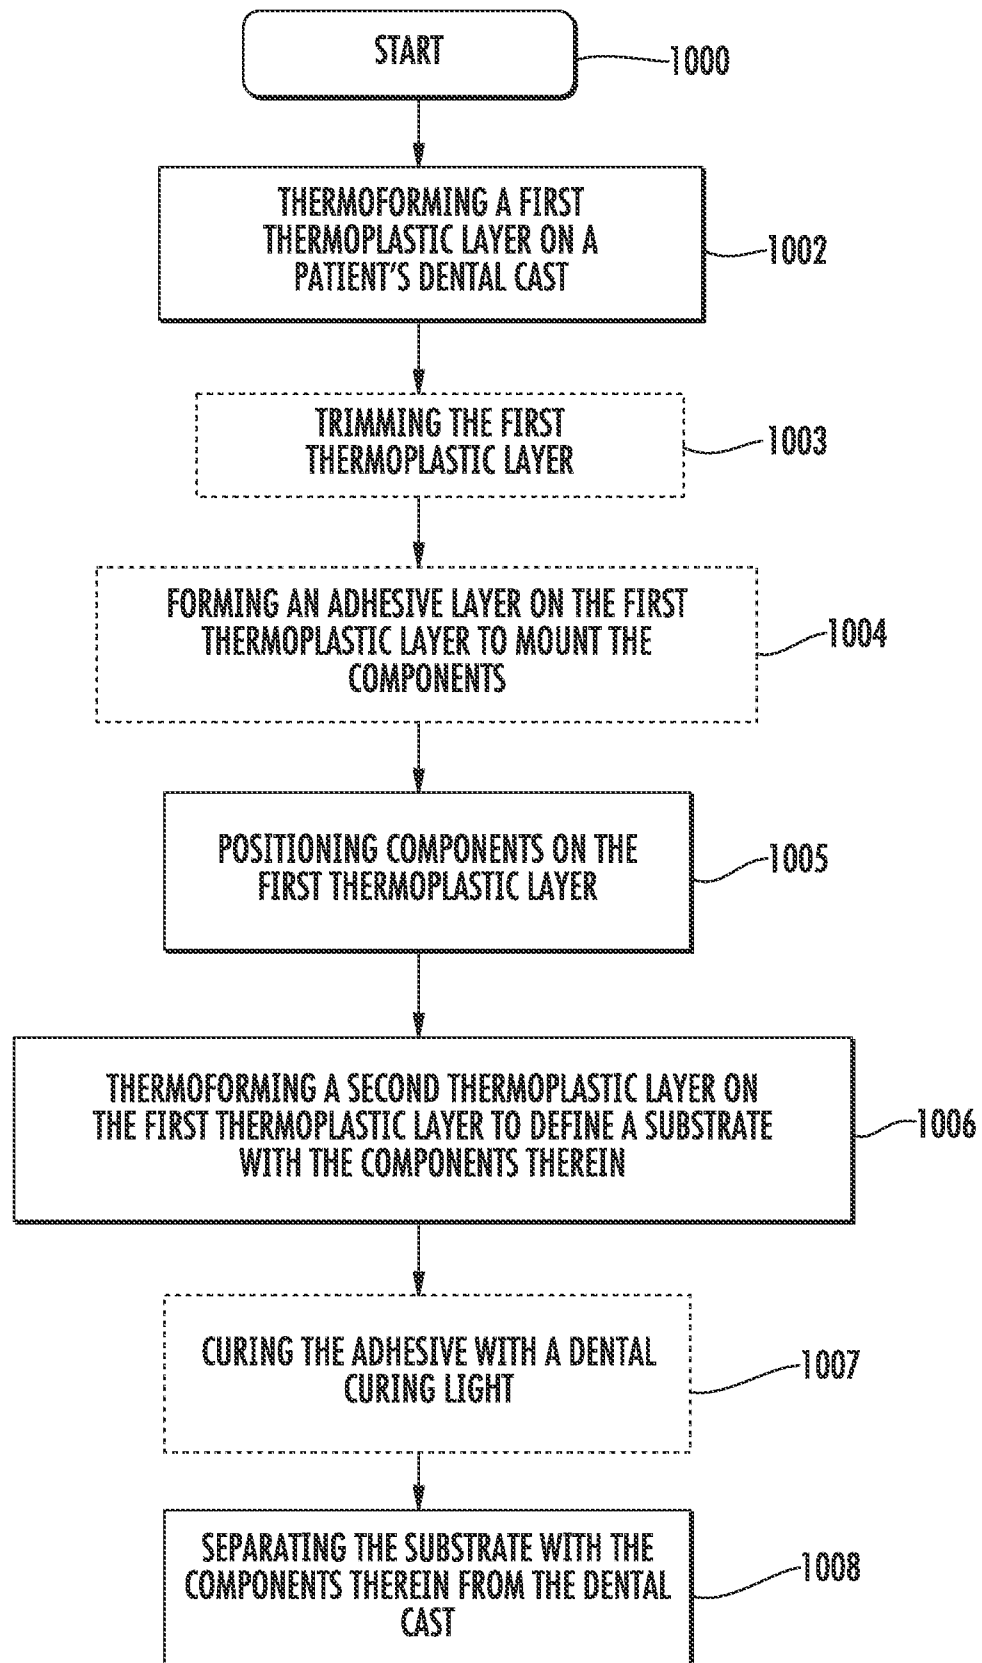 START
1000
THERMOFORMING A FIRST
THERMOPLASTIC LAYER ON A
PATIENT'S DENTAL CAST
1002
TRIMMING THE FIRST
THERMOPLASTIC LAYER
1003
FORMING AN ADHESIVE LAYER ON THE FIRST
THERMOPLASTIC LAYER TO MOUNT THE
COMPONENTS
1004
POSITIONING COMPONENTS ON THE
FIRST THERMOPLASTIC LAYER
1005
THERMOFORMING A SECOND THERMOPLASTIC LAYER ON
THE FIRST THERMOPLASTIC LAYER TO DEFINE A SUBSTRATE
WITH THE COMPONENTS THEREIN
1006
CURING THE ADHESIVE WITH A DENTAL
CURING LIGHT
1007
SEPARATING THE SUBSTRATE WITH THE
COMPONENTS THEREIN FROM THE DENTAL
CAST
1008